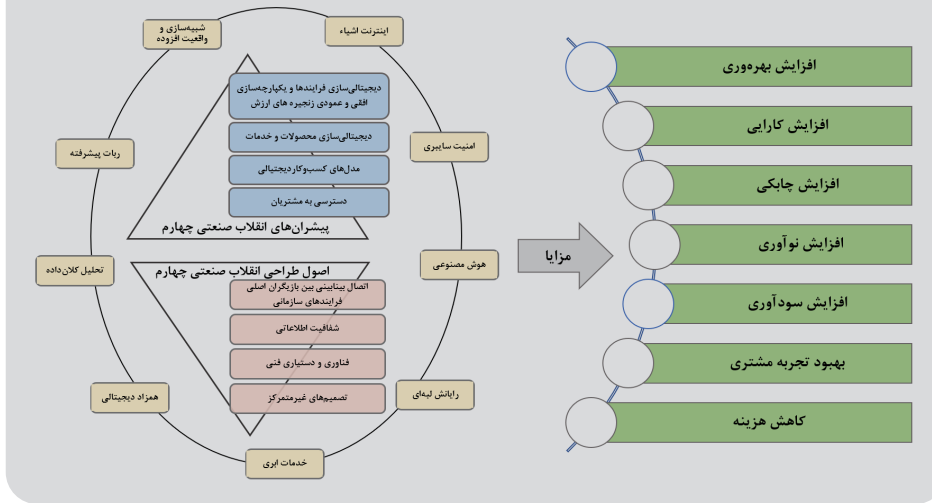 شبیه‌سازی و
واقعیت افزوده
اینترنت اشیاء
امنیت سایبری
هوش مصنوعی
رایانش لبه‌ای
خدمات ابری
همزاد دیجیتالی
تحلیل کلان‌داده
ربات پیشرفته
دیجیتالی‌سازی فرایندها و یکپارچه‌سازی
افقی و عمودی زنجیره های ارزش
دیجیتالی‌سازی محصولات و خدمات
مدل‌های کسب‌وکار دیجتیالی
دسترسی به مشتریان
پیشران‌های انقلاب صنعتی چهارم
اصول طراحی انقلاب صنعتی چهارم
اتصال بینابینی بین بازیگران اصلی
فرایندهای سازمانی
شفافیت اطلاعاتی
فناوری و دستیاری فنی
تصمیم‌های غیرمتمرکز
مزایا
افزایش بهره‌وری
افزایش کارایی
افزایش چابکی
افزایش نوآوری
افزایش سودآوری
بهبود تجربه مشتری
کاهش هزینه